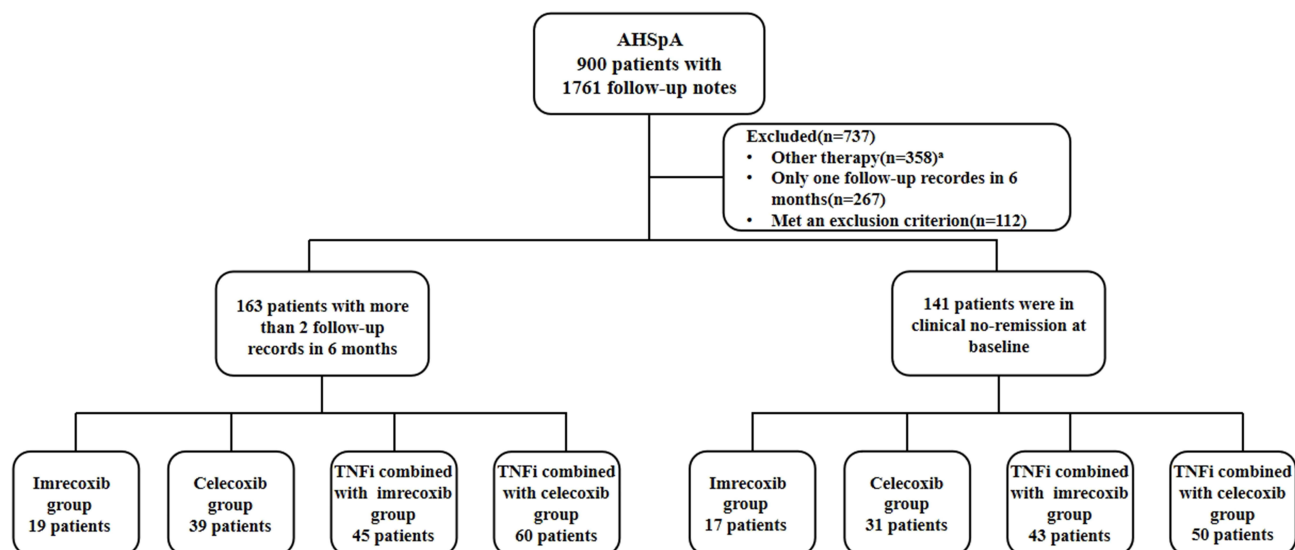 AHSpA
900 patients with
1761 follow-up notes
Excluded(n=737)
• Other therapy(n=358)ᵃ
• Only one follow-up recordes in 6
months(n=267)
• Met an exclusion criterion(n=112)
163 patients with more
than 2 follow-up
records in 6 months
141 patients were in
clinical no-remission at
baseline
Imrecoxib
group
19 patients
Celecoxib
group
39 patients
TNFi combined
with imrecoxib
group
45 patients
TNFi combined
with celecoxib
group
60 patients
Imrecoxib
group
17 patients
Celecoxib
group
31 patients
TNFi combined
with imrecoxib
group
43 patients
TNFi combined
with celecoxib
group
50 patients